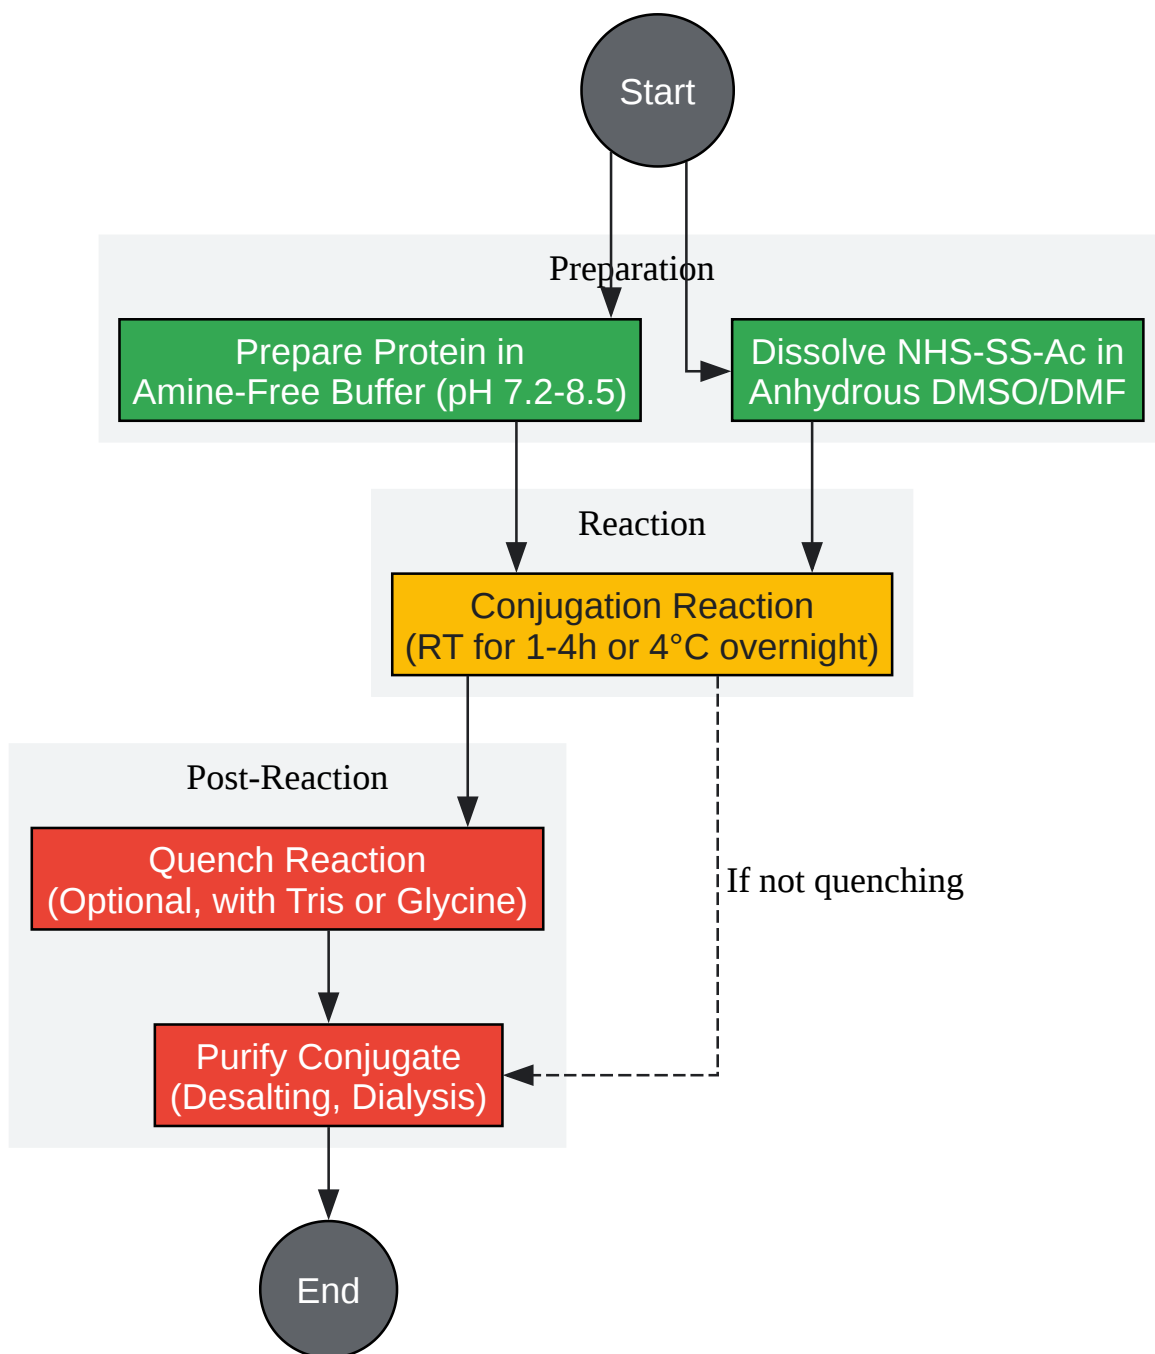 Start
Preparation
Prepare Protein in
Amine-Free Buffer (pH 7.2-8.5)
Dissolve NHS-SS-Ac in
Anhydrous DMSO/DMF
Reaction
Conjugation Reaction
(RT for 1-4h or 4°C overnight)
Post-Reaction
Quench Reaction
(Optional, with Tris or Glycine)
If not quenching
Purify Conjugate
(Desalting, Dialysis)
End